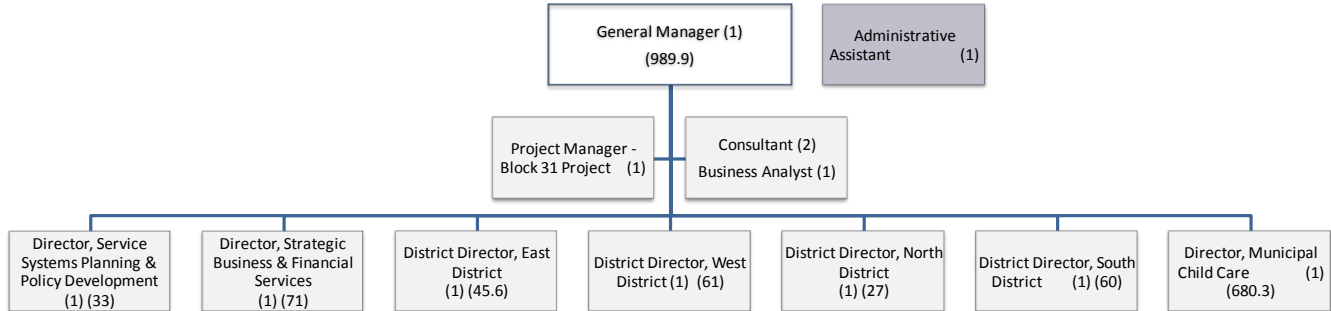 General Manager (1)
(989.9)
Administrative
Assistant (1)
Project Manager -
Block 31 Project (1)
Consultant (2)
Business Analyst (1)
Director, Service
Systems Planning &
Policy Development
(1) (33)
Director, Strategic
Business & Financial
Services
(1) (71)
District Director, East
District
(1) (45.6)
District Director, West
District (1) (61)
District Director, North
District
(1) (27)
District Director, South
District (1) (60)
Director, Municipal
Child Care (1)
(680.3)